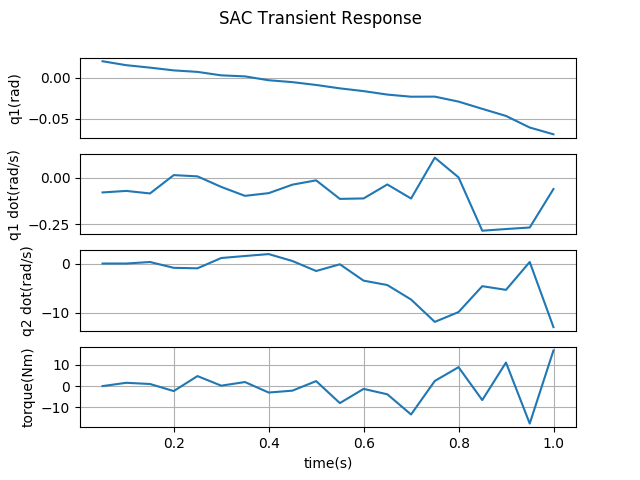 SAC Transient Response
q1(rad)
0.00
−0.05
q1 dot(rad/s)
0.00
−0.25
q2 dot(rad/s)
0
−10
torque(Nm)
10
0
−10
0.2 0.4 0.6 0.8 1.0
time(s)